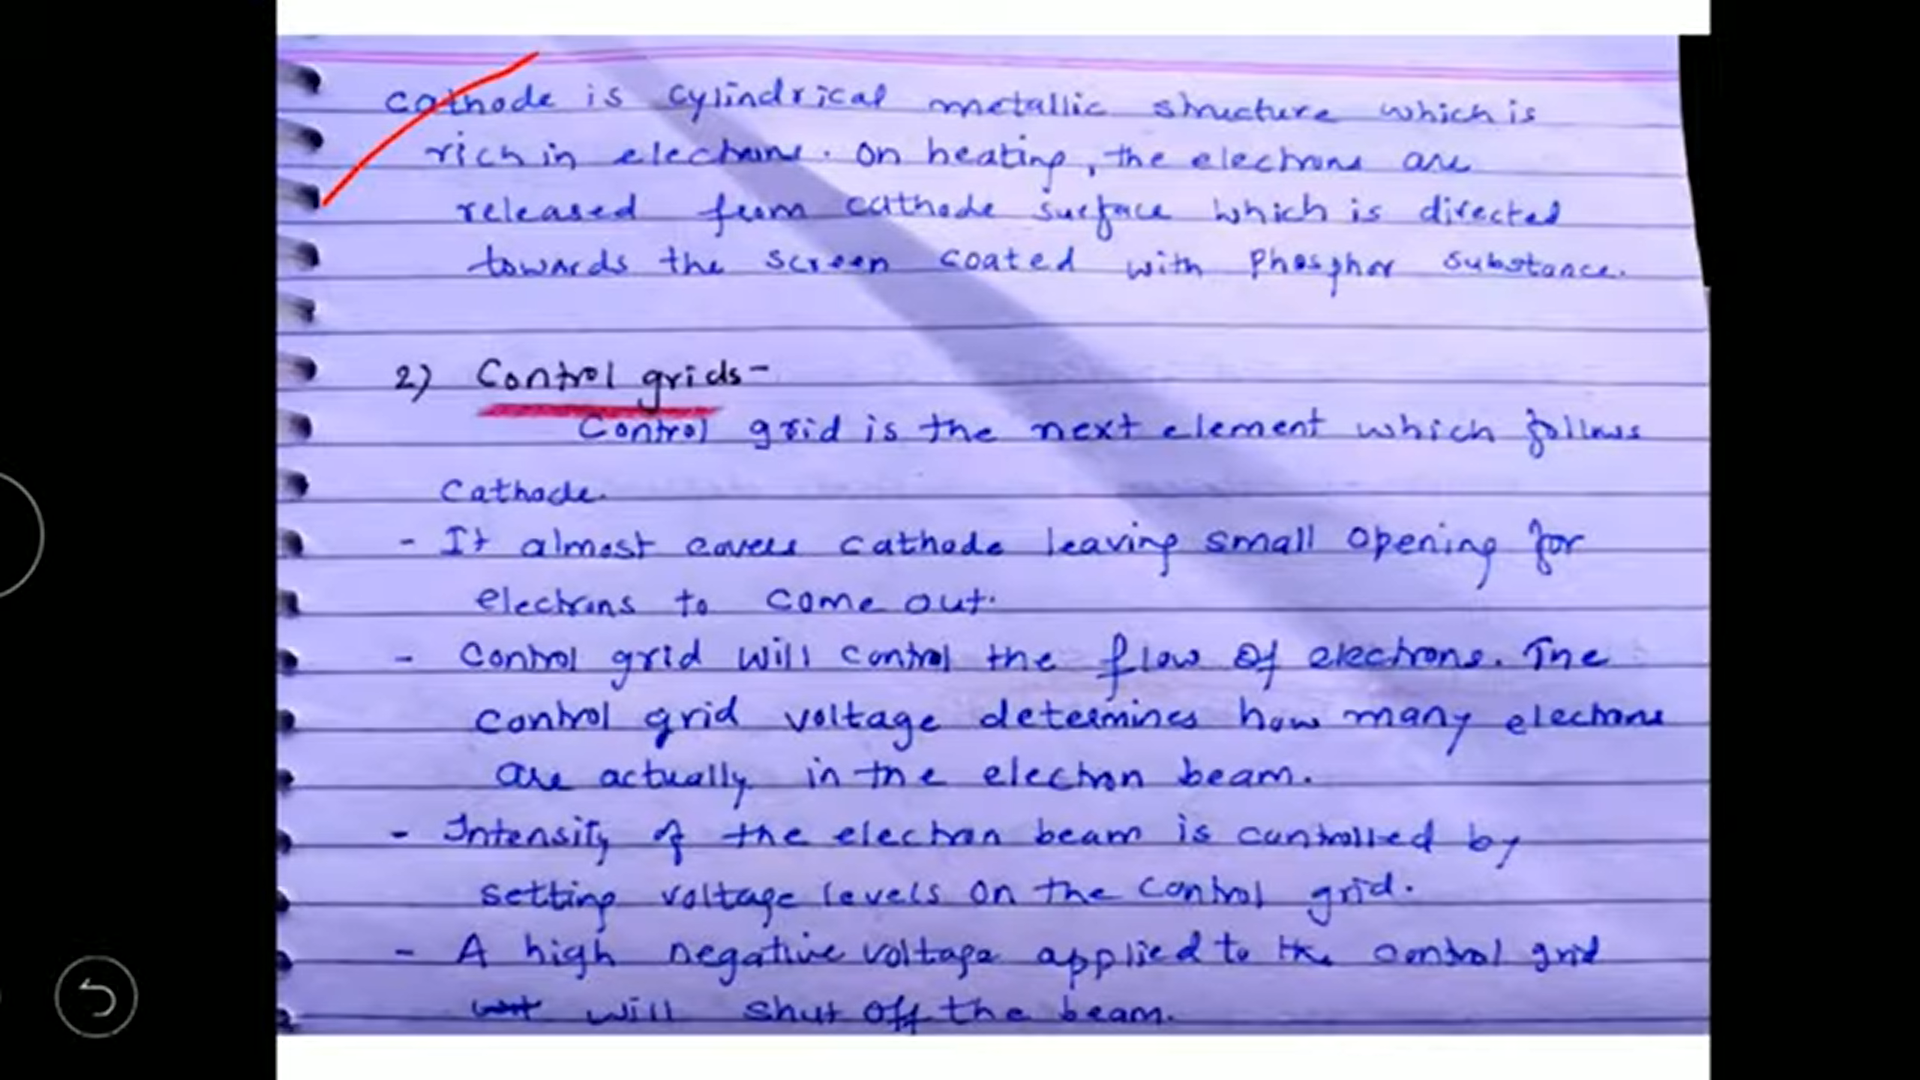 Cathode is cylindrical metallic structure which is
rich in electrons. On heating, the electrons are
released from cathode surface which is directed
towards the screen coated with Phosphor substance.
2) Control grids-
Control grid is the next element which follows
Cathode.
- It almost covers cathode leaving small opening for
electrons to come out.
- Control grid will control the flow of electrons. The
control grid voltage determines how many electrons
are actually in the electron beam.
- Intensity of the electron beam is controlled by
setting voltage levels on the control grid.
- A high negative voltage applied to the control grid
will shut off the beam.